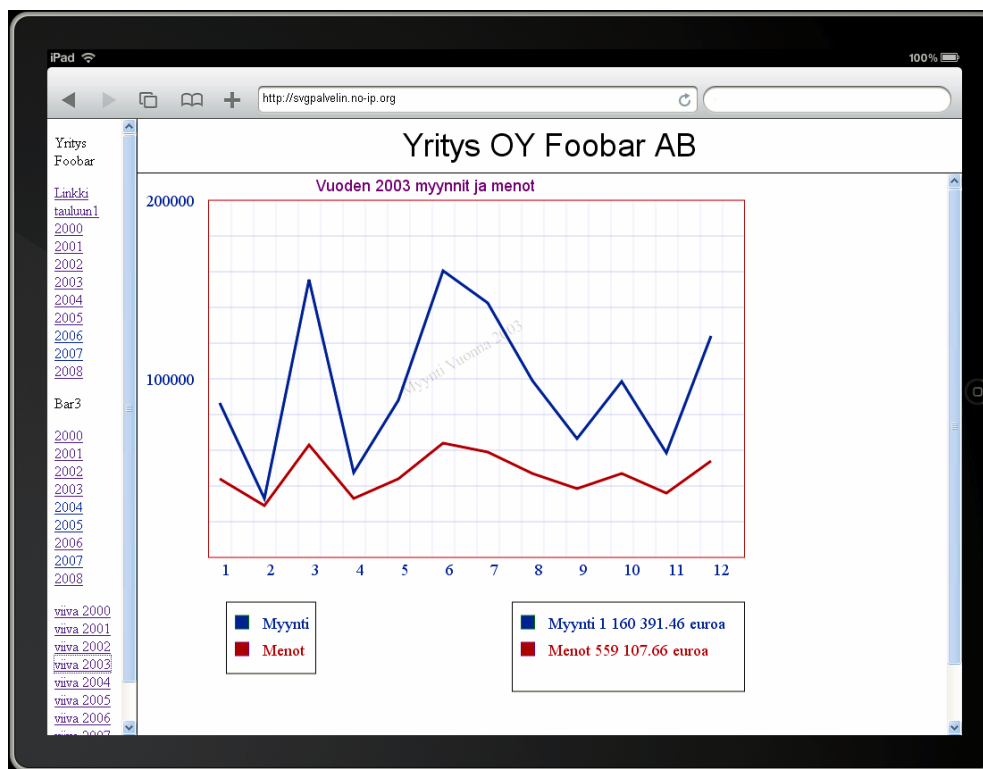 iPad 100%
http://svgpalvelin.no-ip.org
Yritys
Foobar
Linkki
tauluun1
2000
2001
2002
2003
2004
2005
2006
2007
2008
Bar3
2000
2001
2002
2003
2004
2005
2006
2007
2008
viiva 2000
viiva 2001
viiva 2002
viiva 2003
viiva 2004
viiva 2005
viiva 2006
viiva 2007
Yritys OY Foobar AB
Vuoden 2003 myynnit ja menot
200000
100000
Myynti Vuonna 2003
1 2 3 4 5 6 7 8 9 10 11 12
Myynti
Menot
Myynti 1 160 391.46 euroa
Menot 559 107.66 euroa